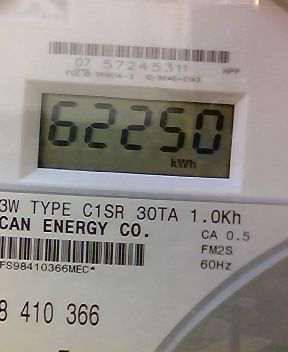 07 57245311
62250
kWh
3W TYPE C1SR 30TA 1.0Kh
CAN ENERGY CO.
CA 0.5
FM2S
60Hz
FS98410366MEC*
8 410 366